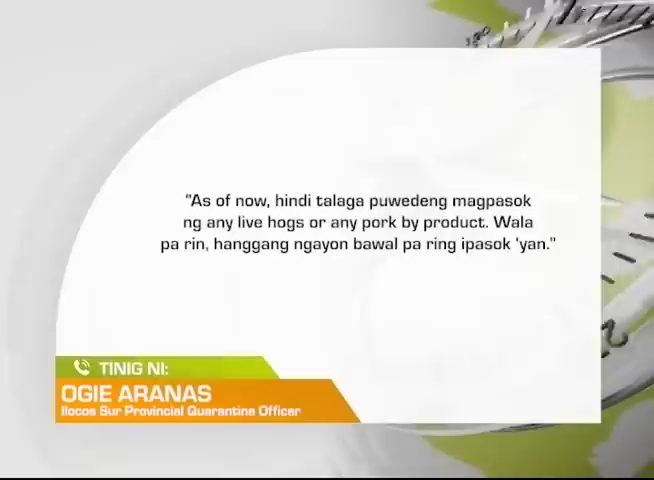 "As of now, hindi talaga puwedeng magpasok
ng any live hogs or any pork by product. Wala
pa rin, hanggang ngayon bawal pa ring ipasok 'yan."
TINIG NI:
OGIE ARANAS
Ilocos Sur Provincial Quarantine Officer